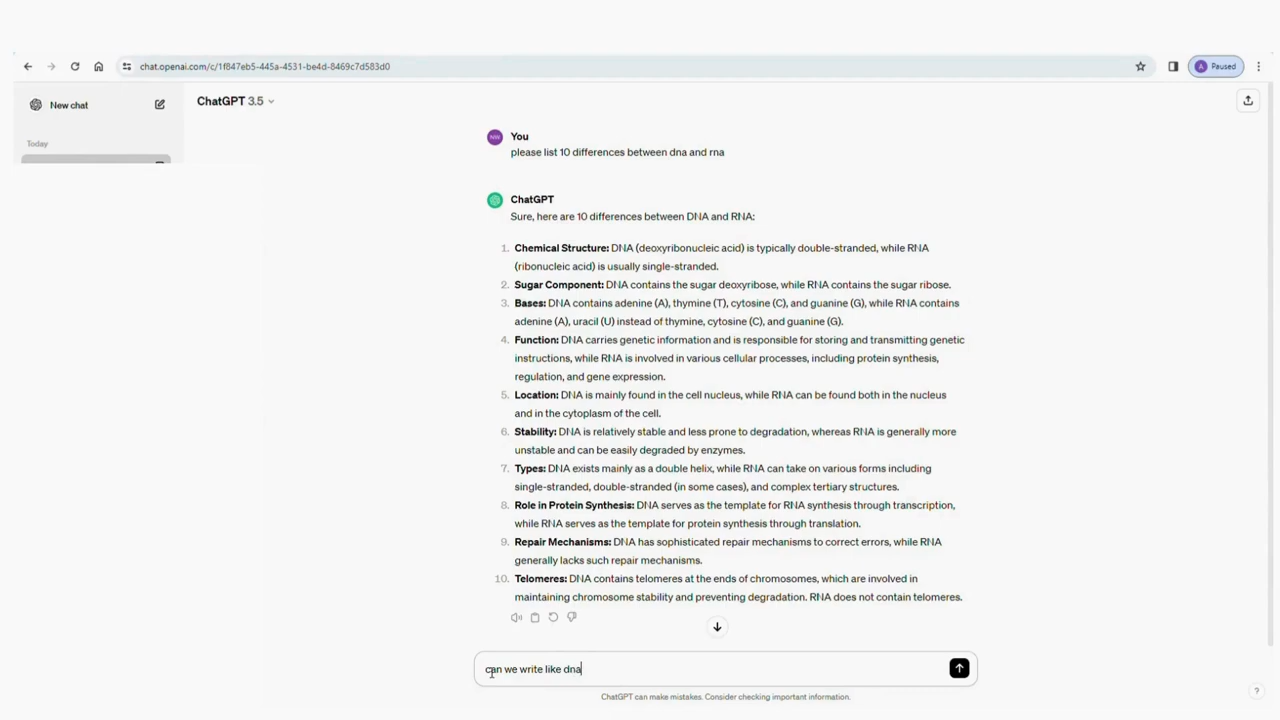 chat.openai.com/c/1f847eb5-445a-4531-be4d-8469c7d583d0
Paused
New chat
ChatGPT 3.5
Today
You
please list 10 differences between dna and rna
ChatGPT
Sure, here are 10 differences between DNA and RNA:
1. Chemical Structure: DNA (deoxyribonucleic acid) is typically double-stranded, while RNA
(ribonucleic acid) is usually single-stranded.
2. Sugar Component: DNA contains the sugar deoxyribose, while RNA contains the sugar ribose.
3. Bases: DNA contains adenine (A), thymine (T), cytosine (C), and guanine (G), while RNA contains
adenine (A), uracil (U) instead of thymine, cytosine (C), and guanine (G).
4. Function: DNA carries genetic information and is responsible for storing and transmitting genetic
instructions, while RNA is involved in various cellular processes, including protein synthesis,
regulation, and gene expression.
5. Location: DNA is mainly found in the cell nucleus, while RNA can be found both in the nucleus
and in the cytoplasm of the cell.
6. Stability: DNA is relatively stable and less prone to degradation, whereas RNA is generally more
unstable and can be easily degraded by enzymes.
7. Types: DNA exists mainly as a double helix, while RNA can take on various forms including
single-stranded, double-stranded (in some cases), and complex tertiary structures.
8. Role in Protein Synthesis: DNA serves as the template for RNA synthesis through transcription,
while RNA serves as the template for protein synthesis through translation.
9. Repair Mechanisms: DNA has sophisticated repair mechanisms to correct errors, while RNA
generally lacks such repair mechanisms.
10. Telomeres: DNA contains telomeres at the ends of chromosomes, which are involved in
maintaining chromosome stability and preventing degradation. RNA does not contain telomeres.
can we write like dna
ChatGPT can make mistakes. Consider checking important information.
?